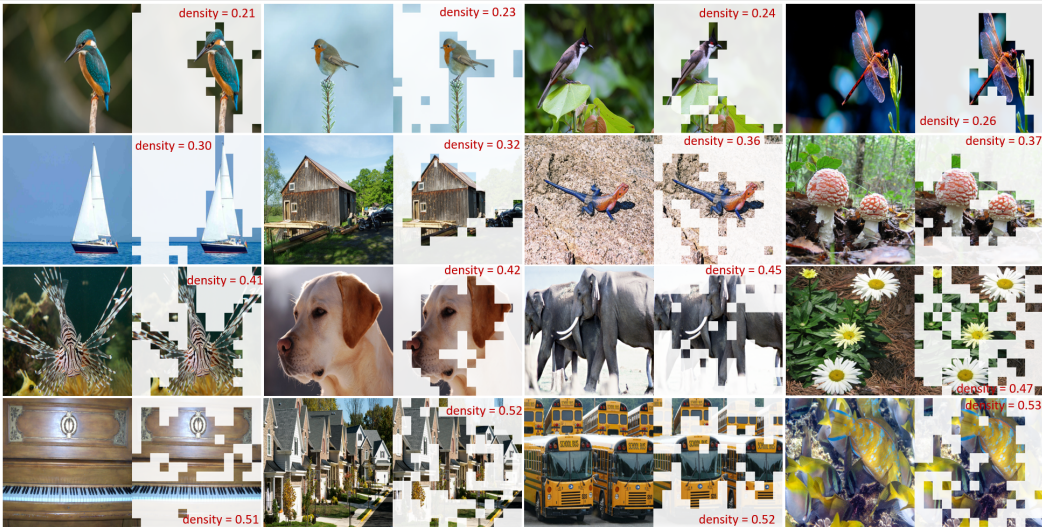 density = 0.21
density = 0.23
density = 0.24
density = 0.26
density = 0.30
density = 0.32
density = 0.36
density = 0.37
density = 0.41
density = 0.42
density = 0.45
density = 0.47
density = 0.51
density = 0.52
SCHOOL BUS
density = 0.52
density = 0.53